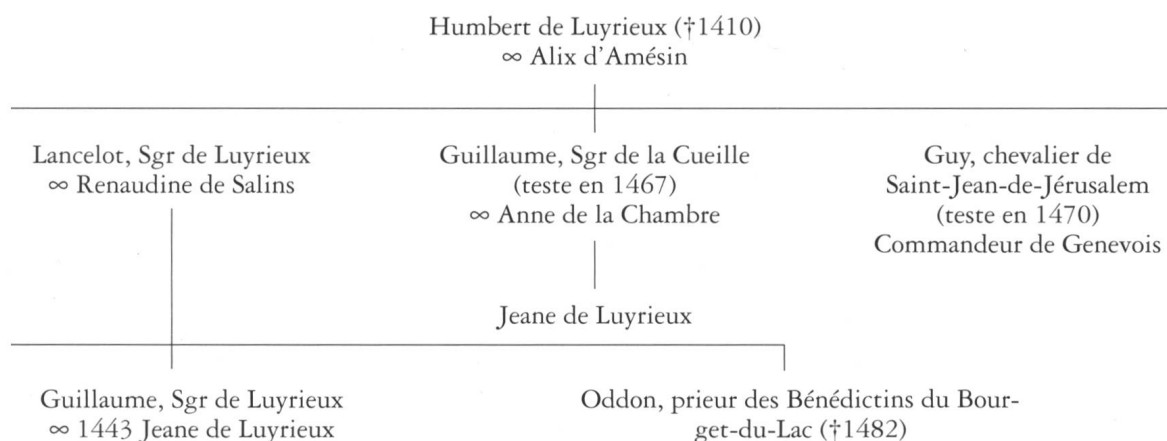 Humbert de Luyrieux (†1410)
∞ Alix d’Amésin
Lancelot, Sgr de Luyrieux
∞ Renaudine de Salins
Guillaume, Sgr de la Cueille
(teste en 1467)
∞ Anne de la Chambre
Guy, chevalier de
Saint-Jean-de-Jérusalem
(teste en 1470)
Commandeur de Genevois
Jeane de Luyrieux
Guillaume, Sgr de Luyrieux
∞ 1443 Jeane de Luyrieux
Oddon, prieur des Bénédictins du Bour-
get-du-Lac (†1482)